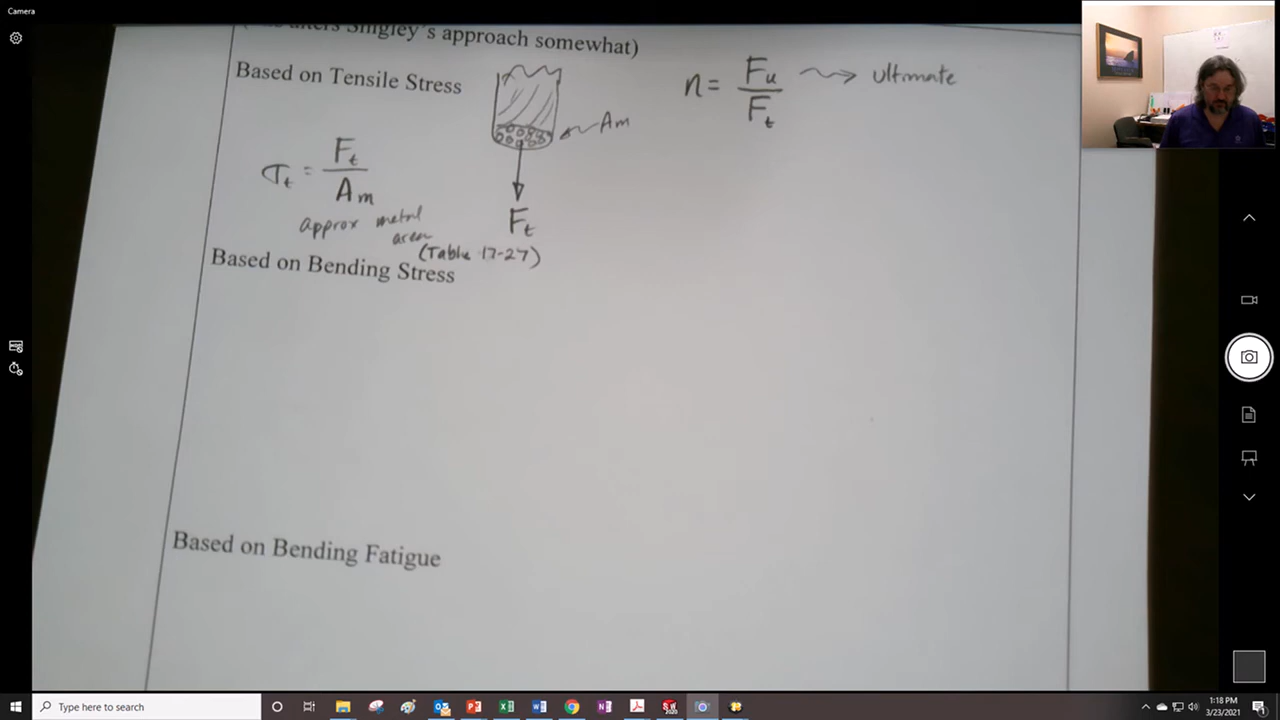 Camera
Shigley's approach somewhat)
Based on Tensile Stress
n = Fu / Ft → ultimate
Am
σt = Ft / Am
approx metal
area
(Table 17-27)
Ft
Based on Bending Stress
Based on Bending Fatigue
Type here to search
1:18 PM
3/23/2021